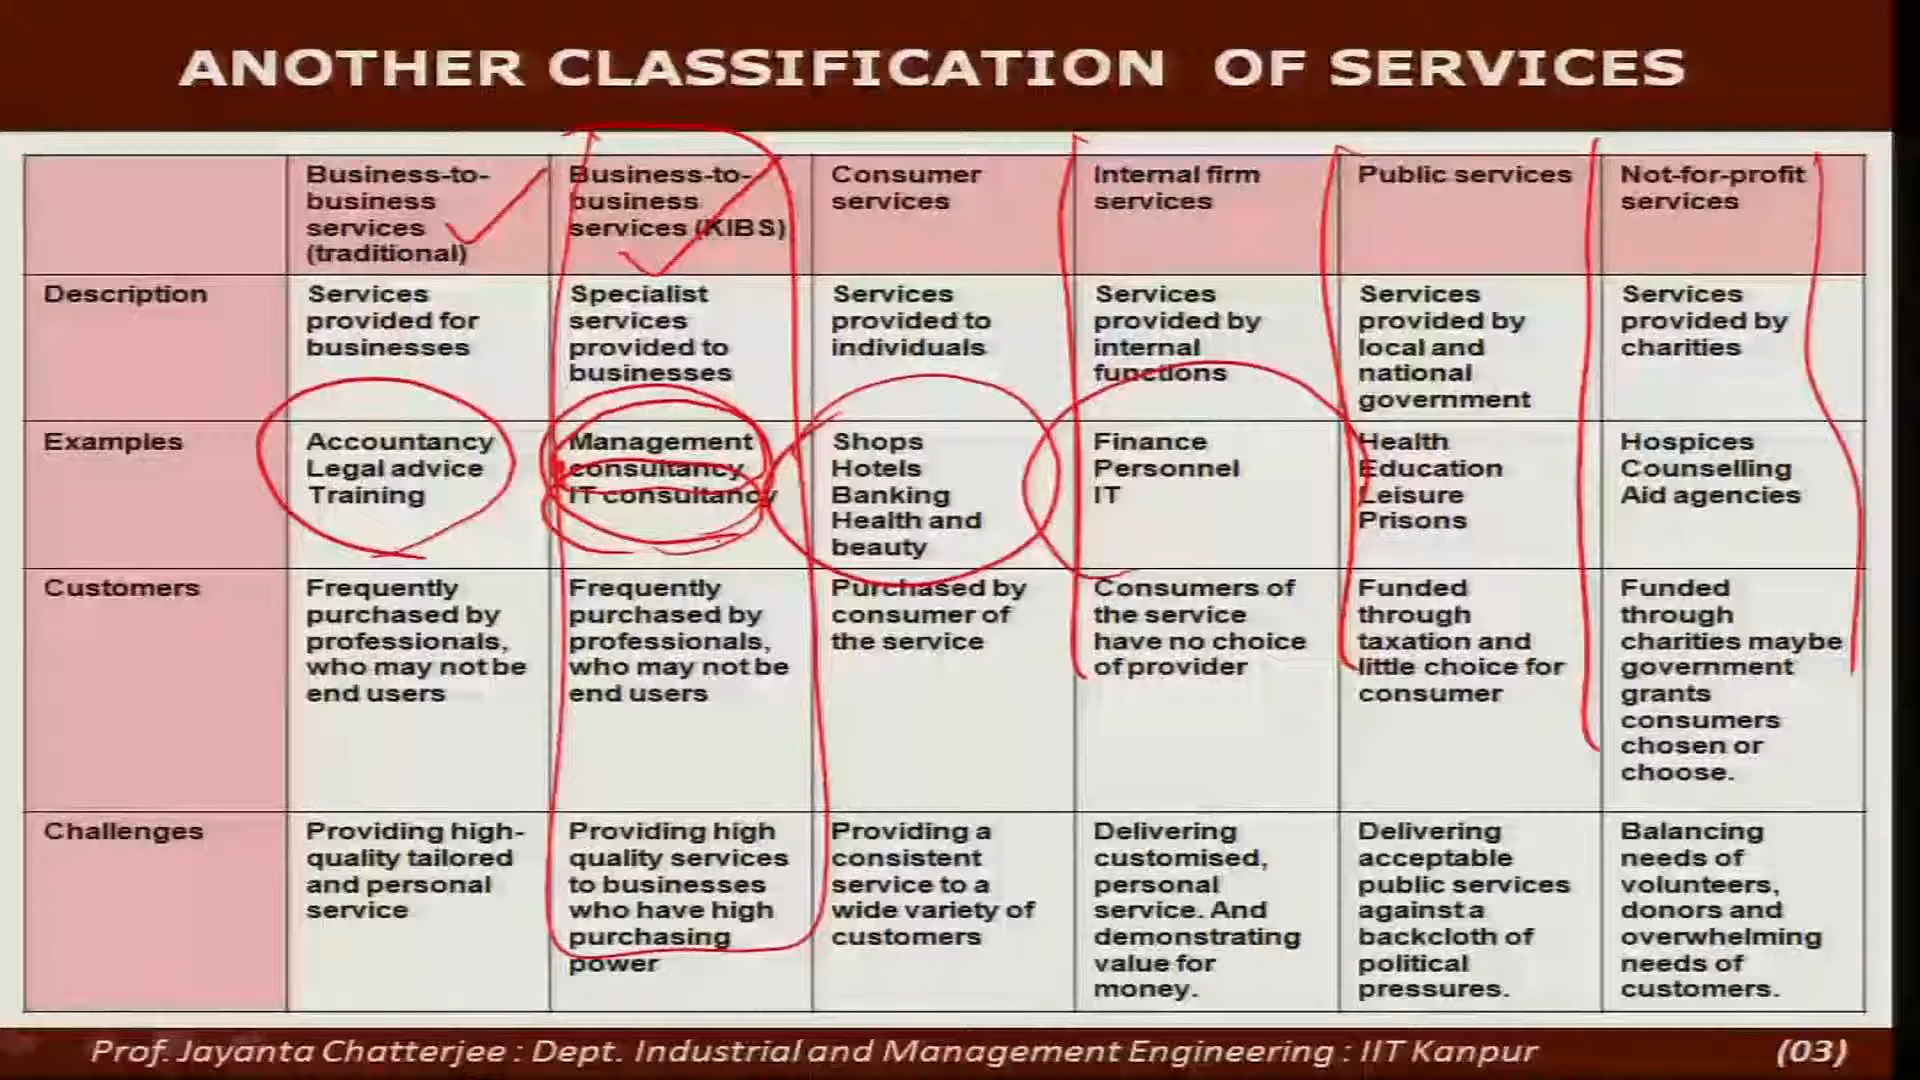 ANOTHER CLASSIFICATION OF SERVICES
Business-to-
business
services
(traditional)
Business-to-
business
services (KIBS)
Consumer
services
Internal firm
services
Public services
Not-for-profit
services
Description
Services
provided for
businesses
Specialist
services
provided to
businesses
Services
provided to
individuals
Services
provided by
internal
functions
Services
provided by
local and
national
government
Services
provided by
charities
Examples
Accountancy
Legal advice
Training
Management
consultancy
IT consultancy
Shops
Hotels
Banking
Health and
beauty
Finance
Personnel
IT
Health
Education
Leisure
Prisons
Hospices
Counselling
Aid agencies
Customers
Frequently
purchased by
professionals,
who may not be
end users
Frequently
purchased by
professionals,
who may not be
end users
Purchased by
consumer of
the service
Consumers of
the service
have no choice
of provider
Funded
through
taxation and
little choice for
consumer
Funded
through
charities maybe
government
grants
consumers
chosen or
choose.
Challenges
Providing high-
quality tailored
and personal
service
Providing high
quality services
to businesses
who have high
purchasing
power
Providing a
consistent
service to a
wide variety of
customers
Delivering
customised,
personal
service. And
demonstrating
value for
money.
Delivering
acceptable
public services
against a
backcloth of
political
pressures.
Balancing
needs of
volunteers,
donors and
overwhelming
needs of
customers.
Prof. Jayanta Chatterjee : Dept. Industrial and Management Engineering : IIT Kanpur
(03)